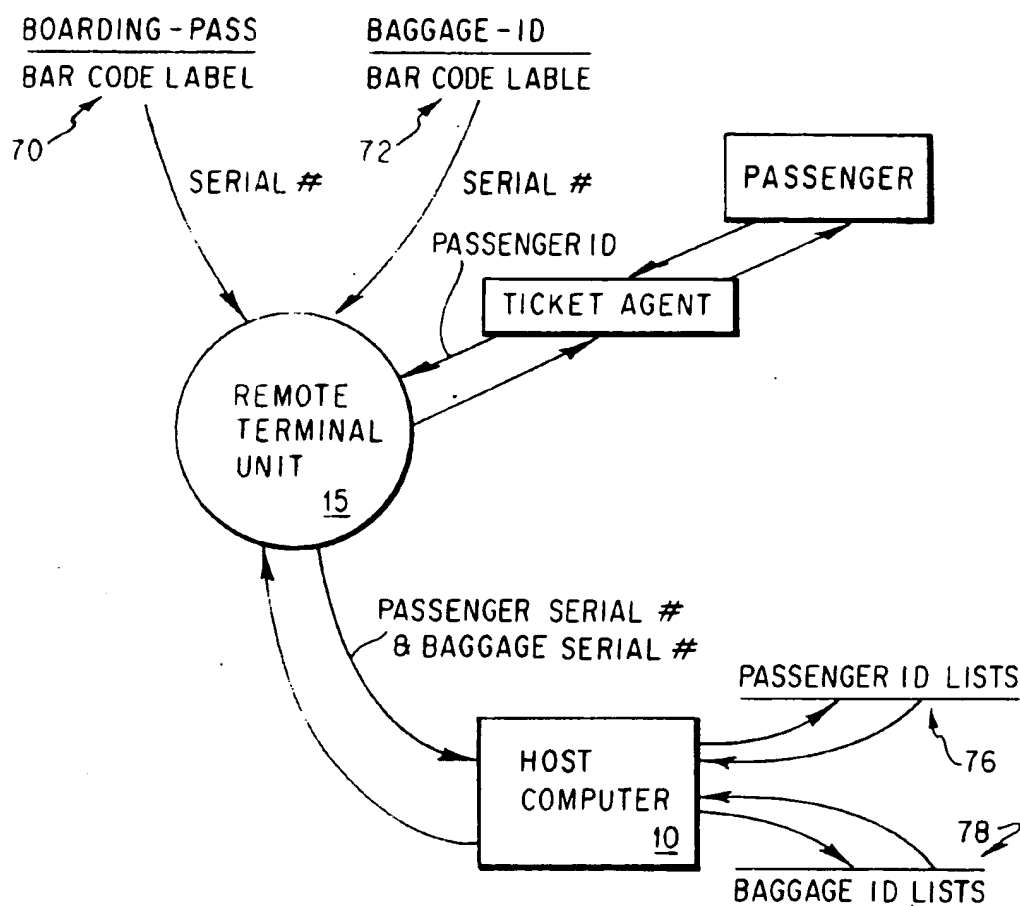 BOARDING-PASS
BAR CODE LABEL
70
SERIAL #
BAGGAGE-ID
BAR CODE LABLE
72
SERIAL #
PASSENGER
PASSENGER ID
TICKET AGENT
REMOTE
TERMINAL
UNIT
15
PASSENGER SERIAL #
& BAGGAGE SERIAL #
HOST
COMPUTER
10
PASSENGER ID LISTS
76
78
BAGGAGE ID LISTS